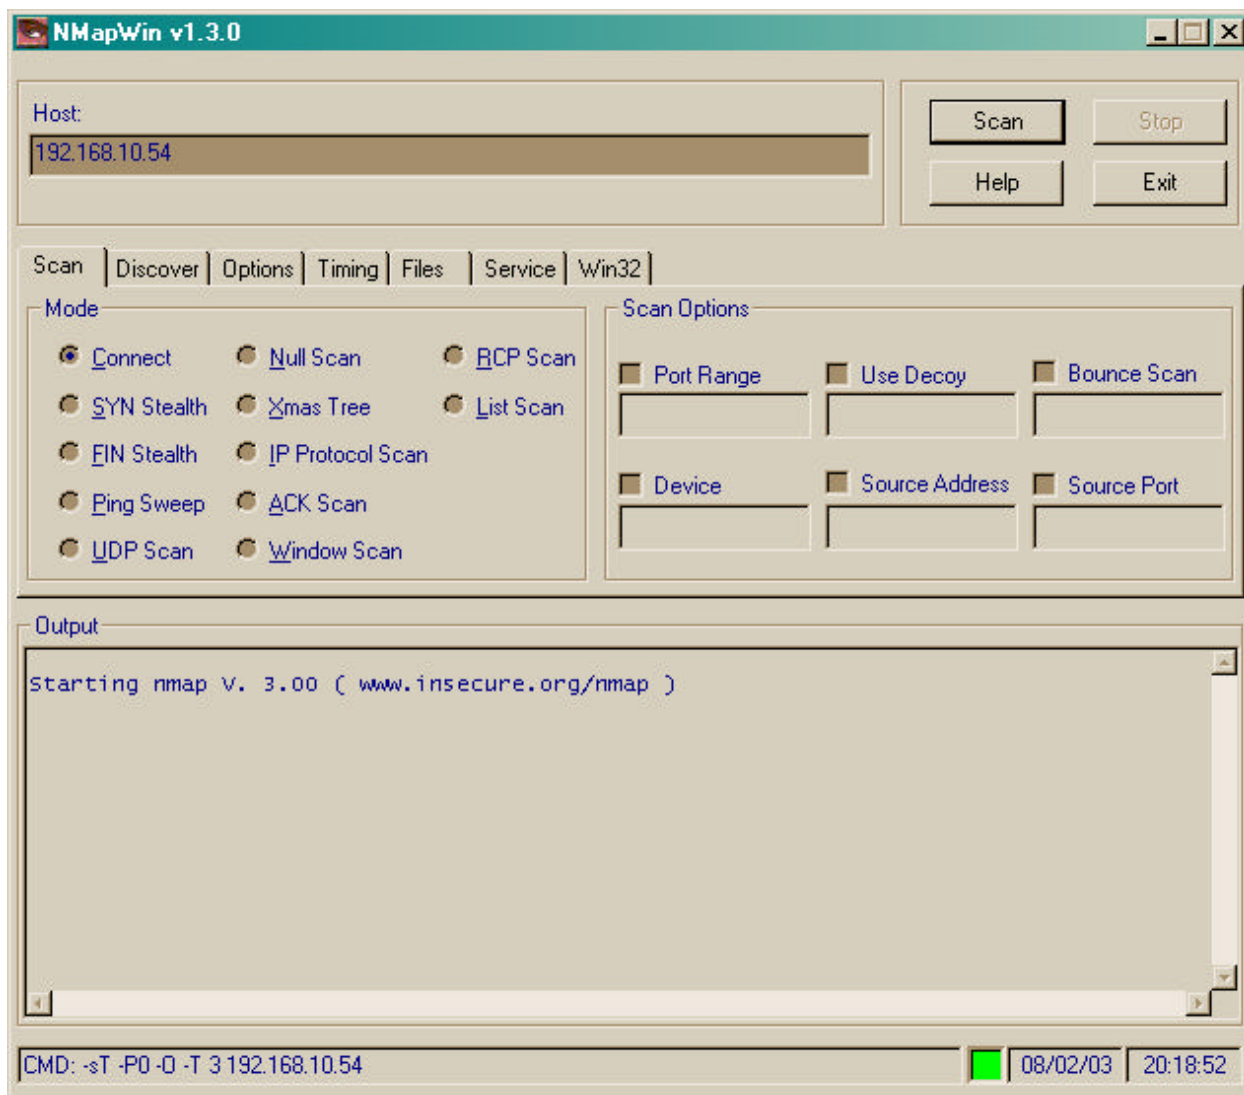 NMapWin v1.3.0
Host:
192.168.10.54
Scan
Stop
Help
Exit
Scan Discover Options Timing Files Service Win32
Mode
Connect Null Scan RCP Scan
SYN Stealth Xmas Tree List Scan
FIN Stealth IP Protocol Scan
Ping Sweep ACK Scan
UDP Scan Window Scan
Scan Options
Port Range Use Decoy Bounce Scan
Device Source Address Source Port
Output
Starting nmap V. 3.00 ( www.insecure.org/nmap )
CMD: -sT -P0 -O -T 3 192.168.10.54
08/02/03
20:18:52